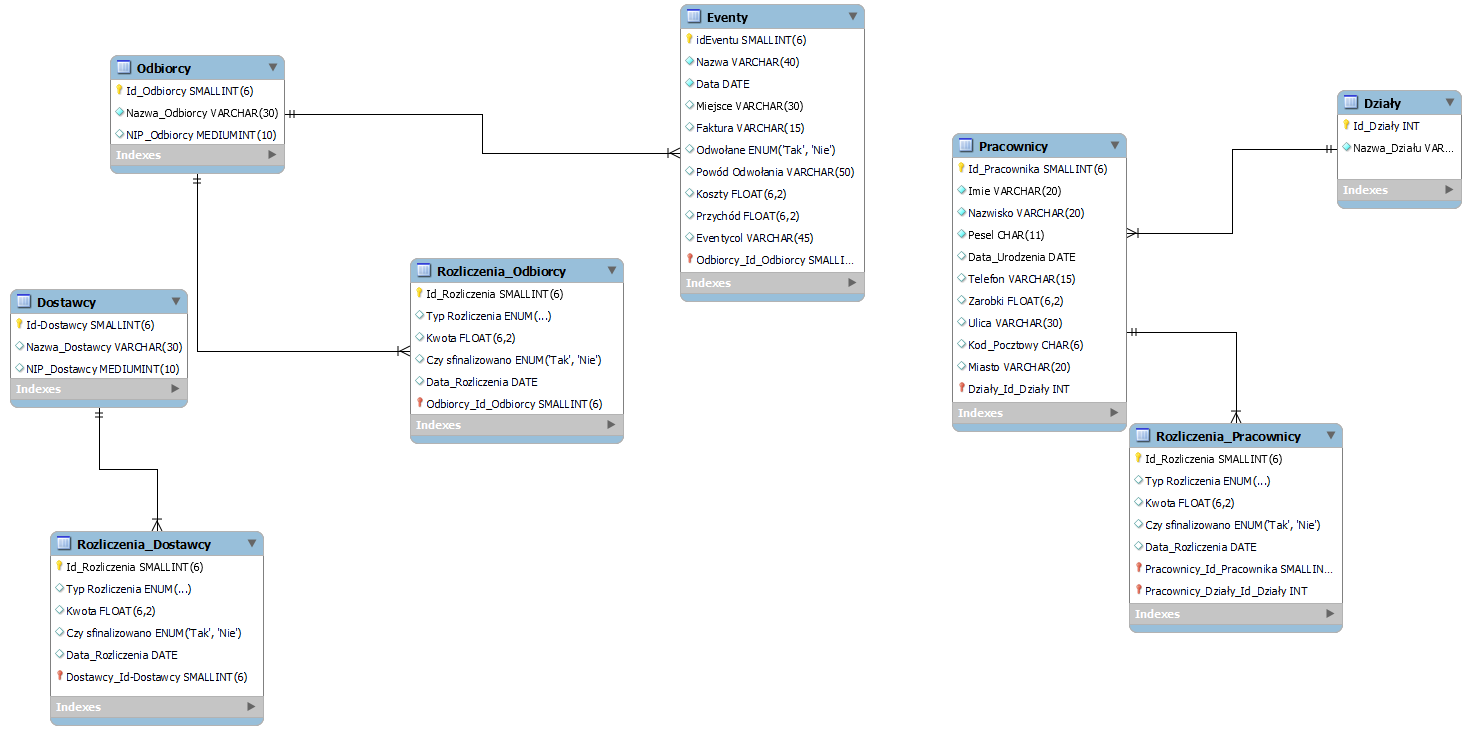 Eventy
idEventu SMALLINT(6)
Nazwa VARCHAR(40)
Data DATE
Miejsce VARCHAR(30)
Faktura VARCHAR(15)
Odwołane ENUM('Tak', 'Nie')
Powód Odwołania VARCHAR(50)
Koszty FLOAT(6,2)
Przychód FLOAT(6,2)
Eventycol VARCHAR(45)
Odbiorcy_Id_Odbiorcy SMALLI...
Indexes
Odbiorcy
Id_Odbiorcy SMALLINT(6)
Nazwa_Odbiorcy VARCHAR(30)
NIP_Odbiorcy MEDIUMINT(10)
Indexes
Działy
Id_Działy INT
Nazwa_Działu VAR...
Indexes
Pracownicy
Id_Pracownika SMALLINT(6)
Imie VARCHAR(20)
Nazwisko VARCHAR(20)
Pesel CHAR(11)
Data_Urodzenia DATE
Telefon VARCHAR(15)
Zarobki FLOAT(6,2)
Ulica VARCHAR(30)
Kod_Pocztowy CHAR(6)
Miasto VARCHAR(20)
Działy_Id_Działy INT
Indexes
Rozliczenia_Odbiorcy
Id_Rozliczenia SMALLINT(6)
Typ Rozliczenia ENUM(...)
Kwota FLOAT(6,2)
Czy sfinalizowano ENUM('Tak', 'Nie')
Data_Rozliczenia DATE
Odbiorcy_Id_Odbiorcy SMALLINT(6)
Indexes
Dostawcy
Id-Dostawcy SMALLINT(6)
Nazwa_Dostawcy VARCHAR(30)
NIP_Dostawcy MEDIUMINT(10)
Indexes
Rozliczenia_Pracownicy
Id_Rozliczenia SMALLINT(6)
Typ Rozliczenia ENUM(...)
Kwota FLOAT(6,2)
Czy sfinalizowano ENUM('Tak', 'Nie')
Data_Rozliczenia DATE
Pracownicy_Id_Pracownika SMALLIN...
Pracownicy_Działy_Id_Działy INT
Indexes
Rozliczenia_Dostawcy
Id_Rozliczenia SMALLINT(6)
Typ Rozliczenia ENUM(...)
Kwota FLOAT(6,2)
Czy sfinalizowano ENUM('Tak', 'Nie')
Data_Rozliczenia DATE
Dostawcy_Id-Dostawcy SMALLINT(6)
Indexes